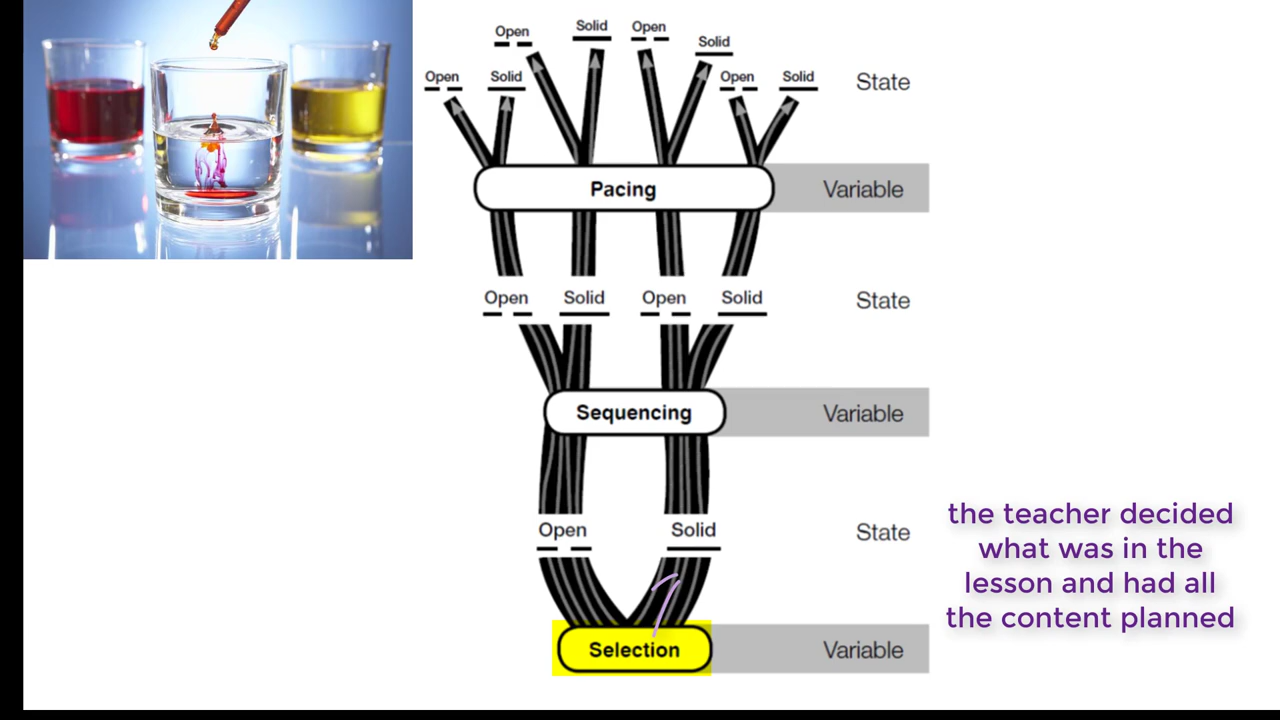 Open
Solid
Open
Solid
Open
Solid
Open
Solid
State
Pacing
Variable
Open
Solid
Open
Solid
State
Sequencing
Variable
Open
Solid
State
the teacher decided
what was in the
lesson and had all
the content planned
Selection
Variable